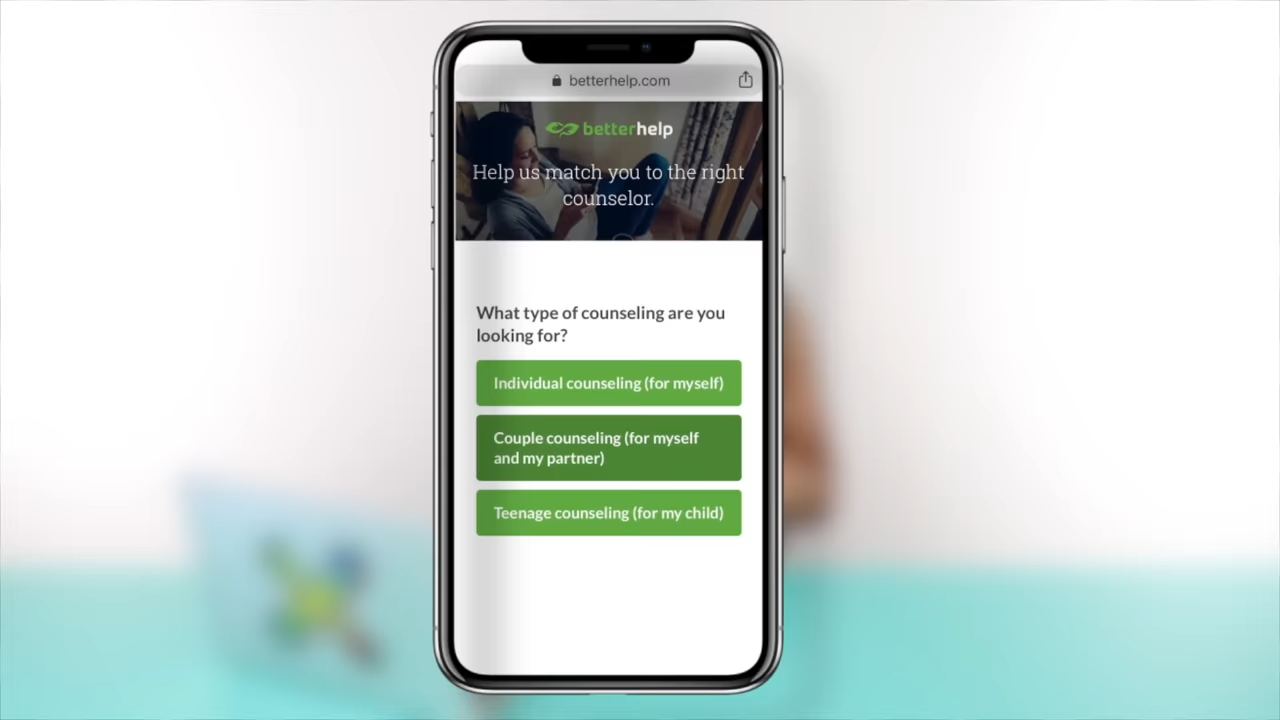 betterhelp.com
betterhelp
Help us match you to the right
counselor.
What type of counseling are you
looking for?
Individual counseling (for myself)
Couple counseling (for myself
and my partner)
Teenage counseling (for my child)